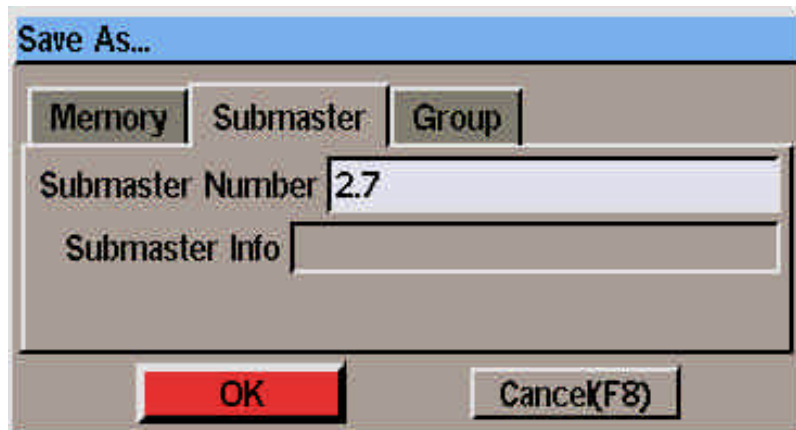 Save As...
Memory Submaster Group
Submaster Number 2.7
Submaster Info
OK Cancel(F8)